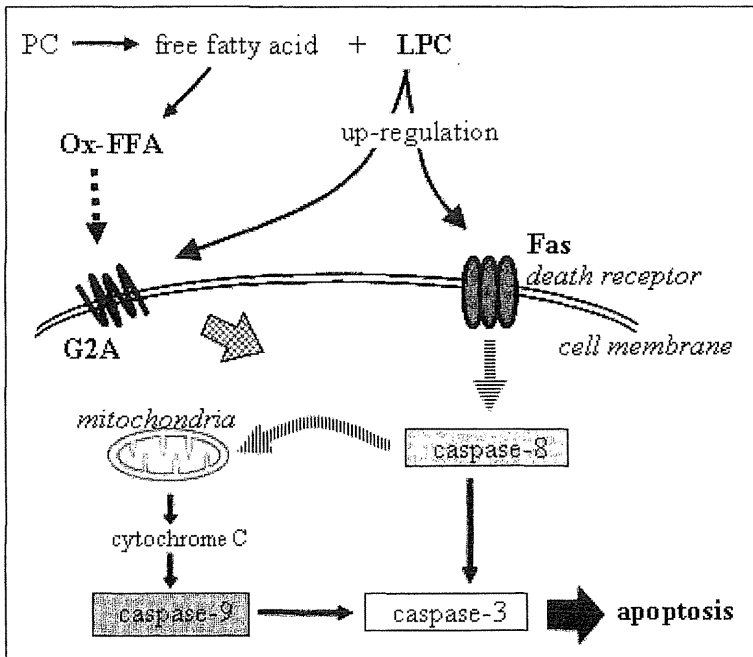 PC free fatty acid + LPC
Ox-FFA
up-regulation
Fas
death receptor
G2A
cell membrane
mitochondria
caspase-8
cytochrome C
caspase-9
caspase-3
apoptosis